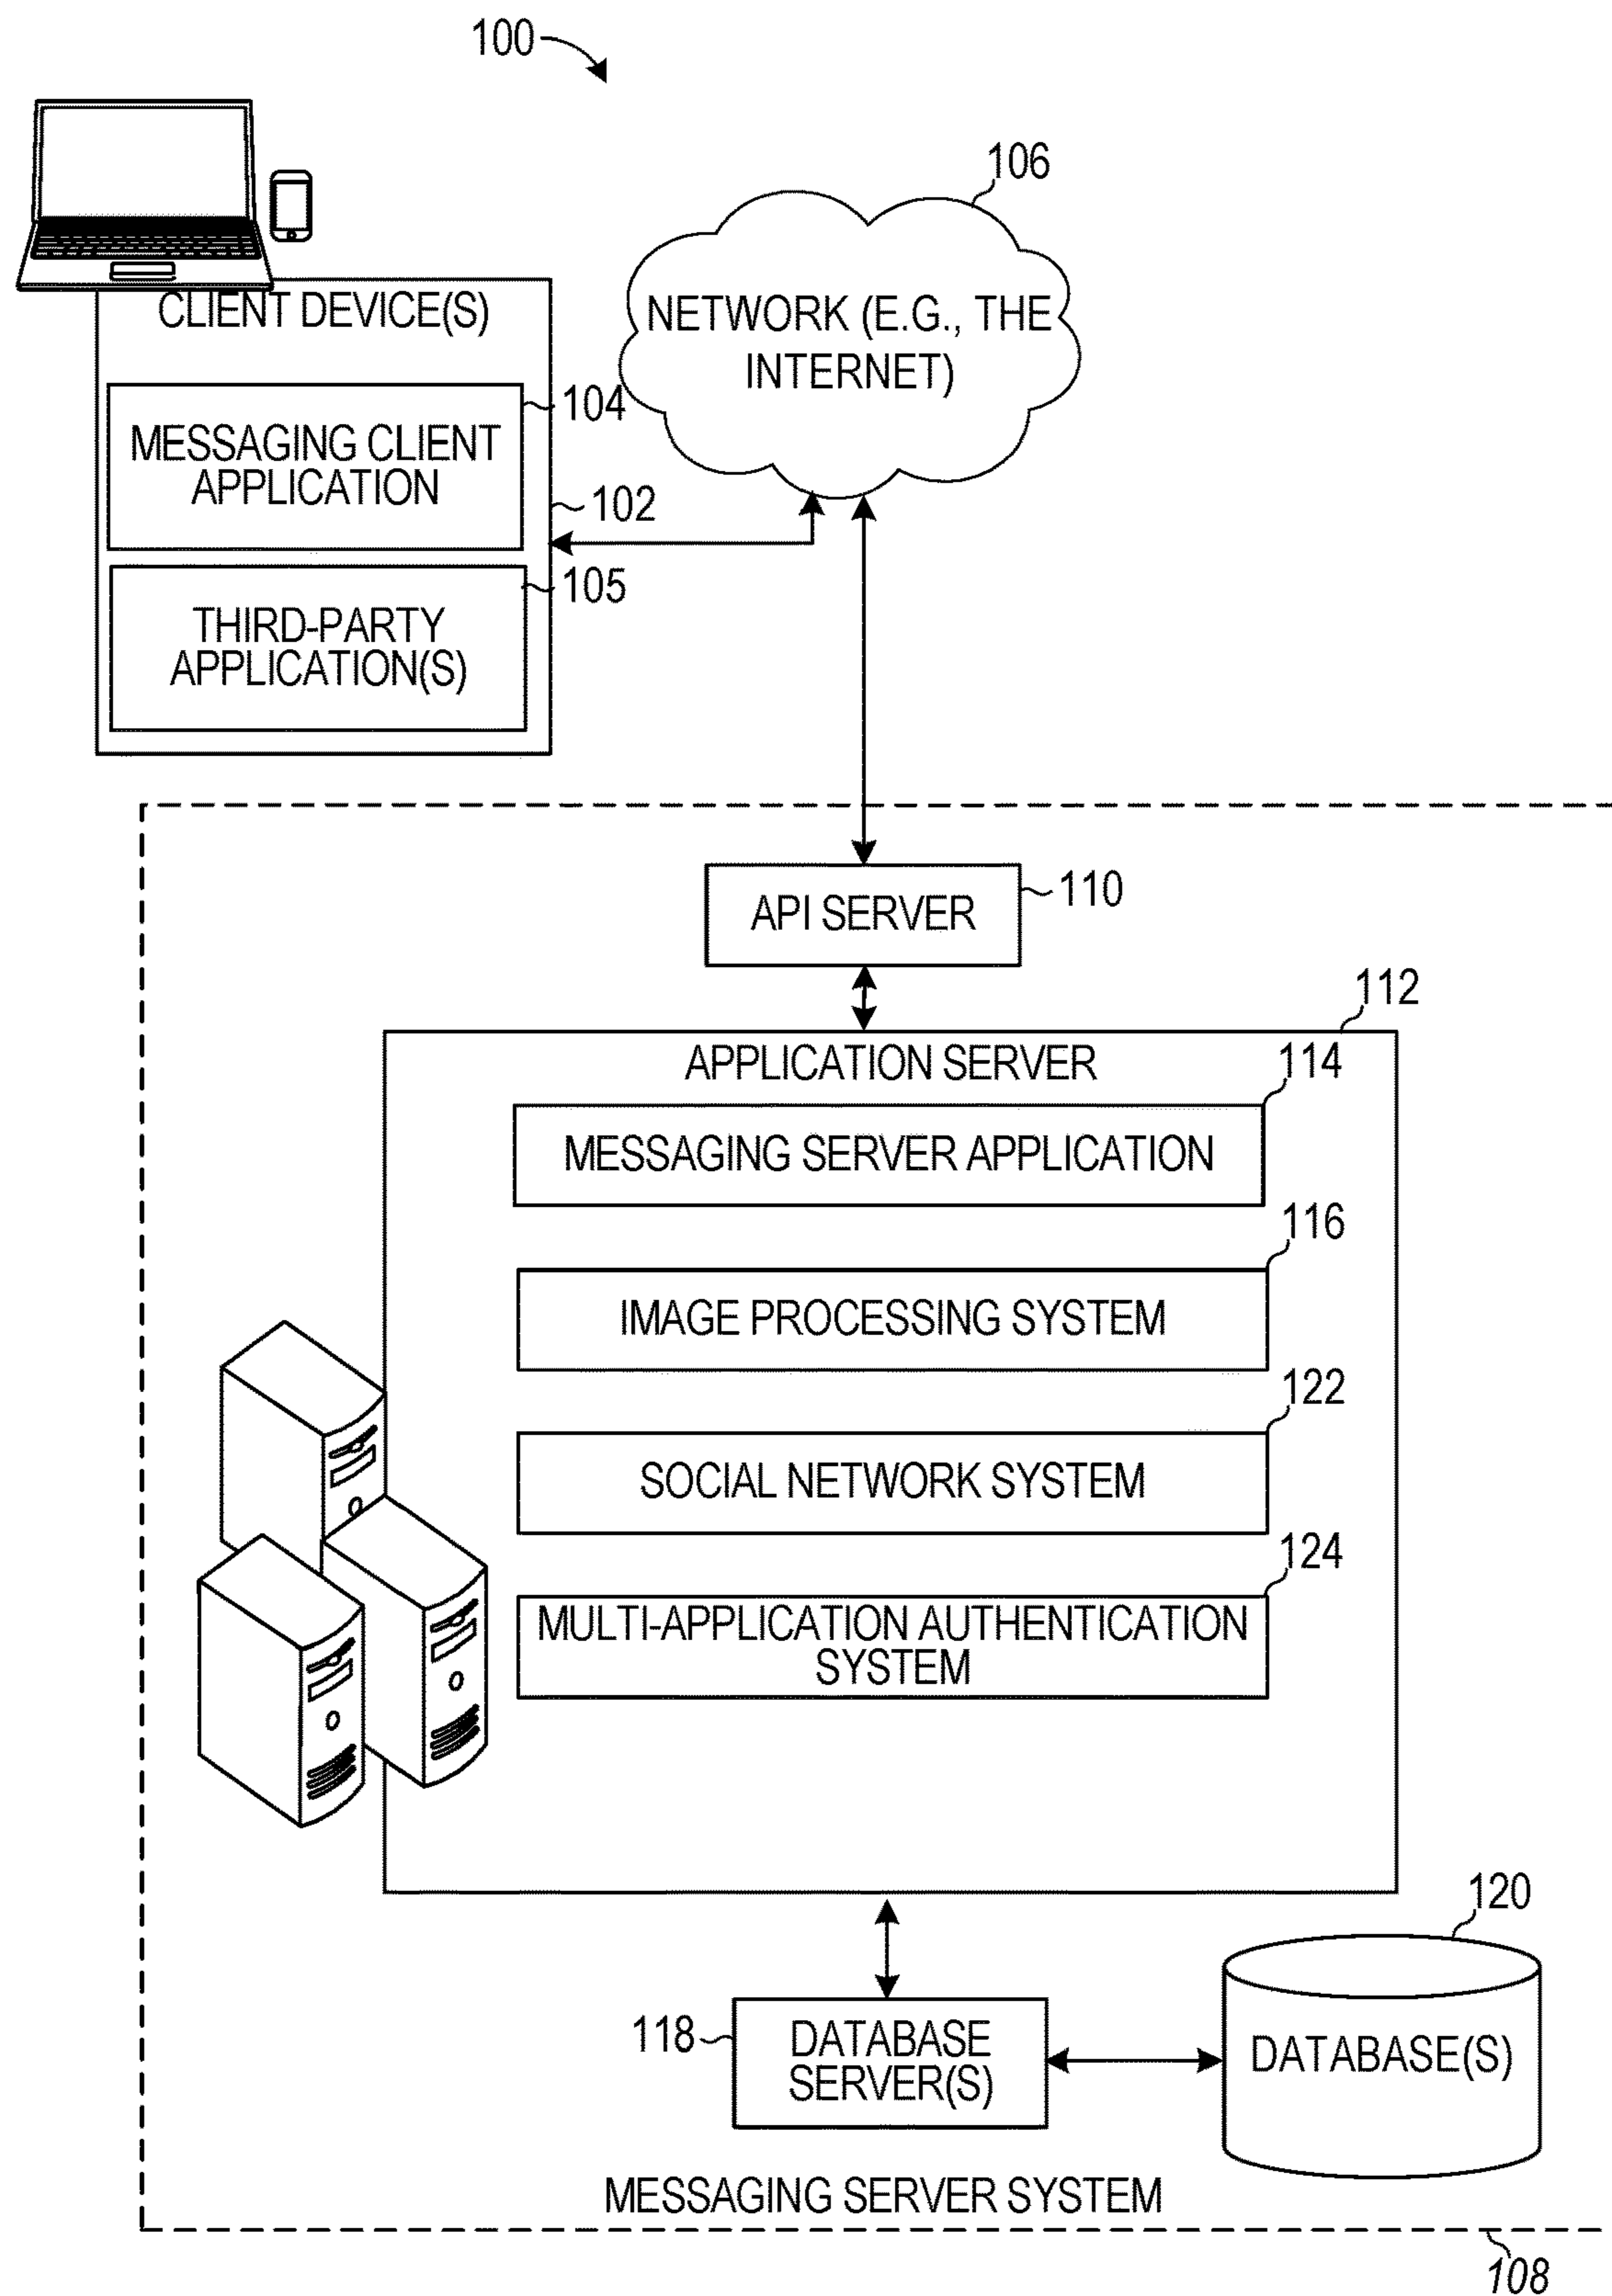 100
106
CLIENT DEVICE(S)
NETWORK (E.G., THE
INTERNET)
104
MESSAGING CLIENT
APPLICATION
102
105
THIRD-PARTY
APPLICATION(S)
110
API SERVER
112
APPLICATION SERVER
114
MESSAGING SERVER APPLICATION
116
IMAGE PROCESSING SYSTEM
122
SOCIAL NETWORK SYSTEM
124
MULTI-APPLICATION AUTHENTICATION
SYSTEM
120
118
DATABASE
SERVER(S)
DATABASE(S)
MESSAGING SERVER SYSTEM
108